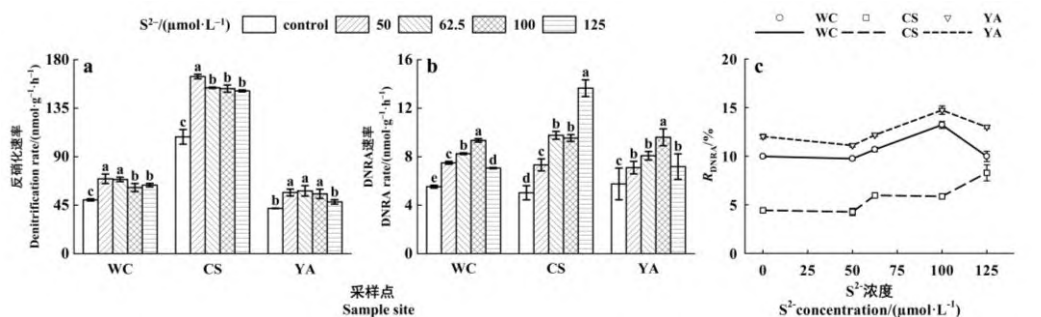 S²⁻/(μmol·L⁻¹) control 50 62.5 100 125
a
反硝化速率/(nmol·g⁻¹·h⁻¹)
Denitrification rate/(nmol·g⁻¹·h⁻¹)
180
135
90
45
0
c a a b b
c a b b b
b a a a b
WC CS YA
b
DNRA速率
DNRA rate/(nmol·g⁻¹·h⁻¹)
16
12
8
4
0
e c b a d
d c b b a
c b b a b
WC CS YA
采样点
Sample site
WC CS YA
WC CS YA
c
R_DNRA/%
20
15
10
5
0
0 25 50 75 100 125
S²⁻浓度
S²⁻concentration/(μmol·L⁻¹)